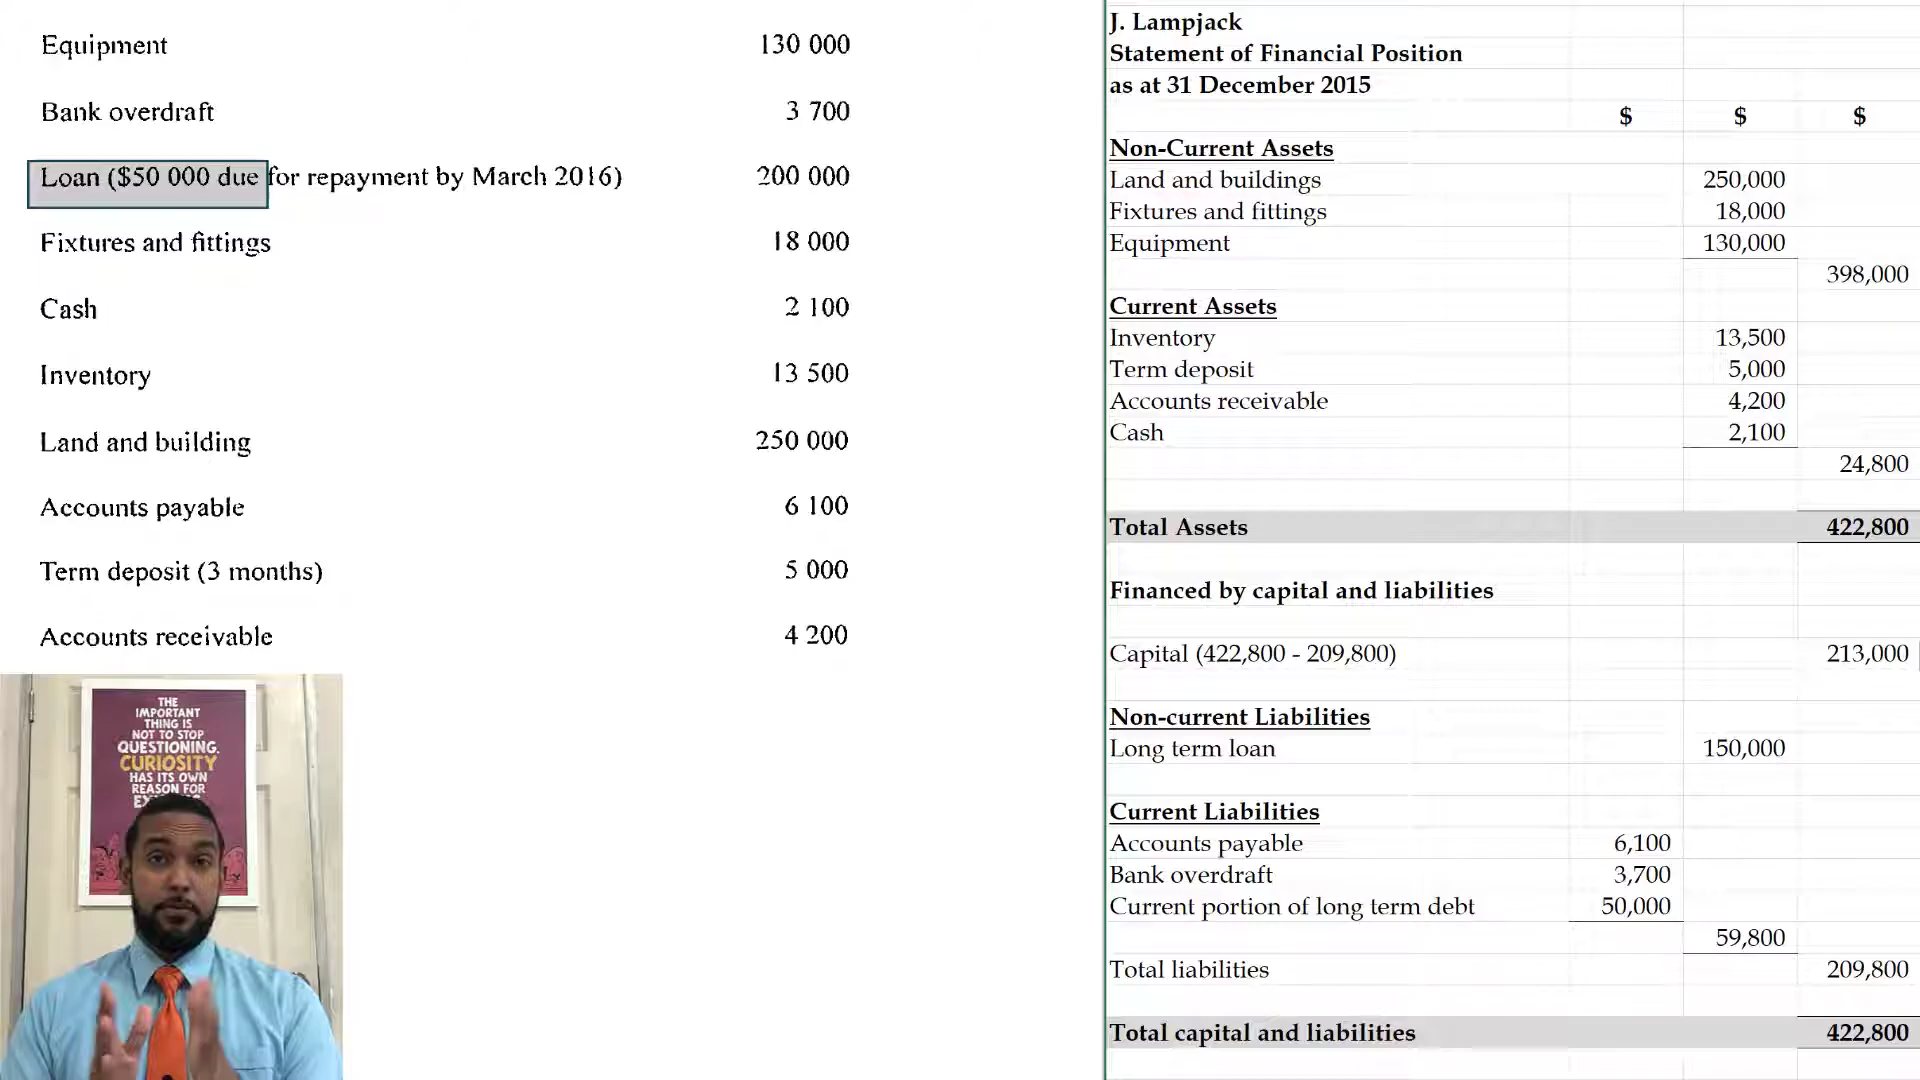 Equipment 130 000
Bank overdraft 3 700
Loan ($50 000 due for repayment by March 2016) 200 000
Fixtures and fittings 18 000
Cash 2 100
Inventory 13 500
Land and building 250 000
Accounts payable 6 100
Term deposit (3 months) 5 000
Accounts receivable 4 200
THE
IMPORTANT
THING IS
NOT TO STOP
QUESTIONING.
CURIOSITY
HAS ITS OWN
REASON FOR
J. Lampjack
Statement of Financial Position
as at 31 December 2015
$ $ $
Non-Current Assets
Land and buildings 250,000
Fixtures and fittings 18,000
Equipment 130,000
398,000
Current Assets
Inventory 13,500
Term deposit 5,000
Accounts receivable 4,200
Cash 2,100
24,800
Total Assets 422,800
Financed by capital and liabilities
Capital (422,800 - 209,800) 213,000
Non-current Liabilities
Long term loan 150,000
Current Liabilities
Accounts payable 6,100
Bank overdraft 3,700
Current portion of long term debt 50,000
59,800
Total liabilities 209,800
Total capital and liabilities 422,800